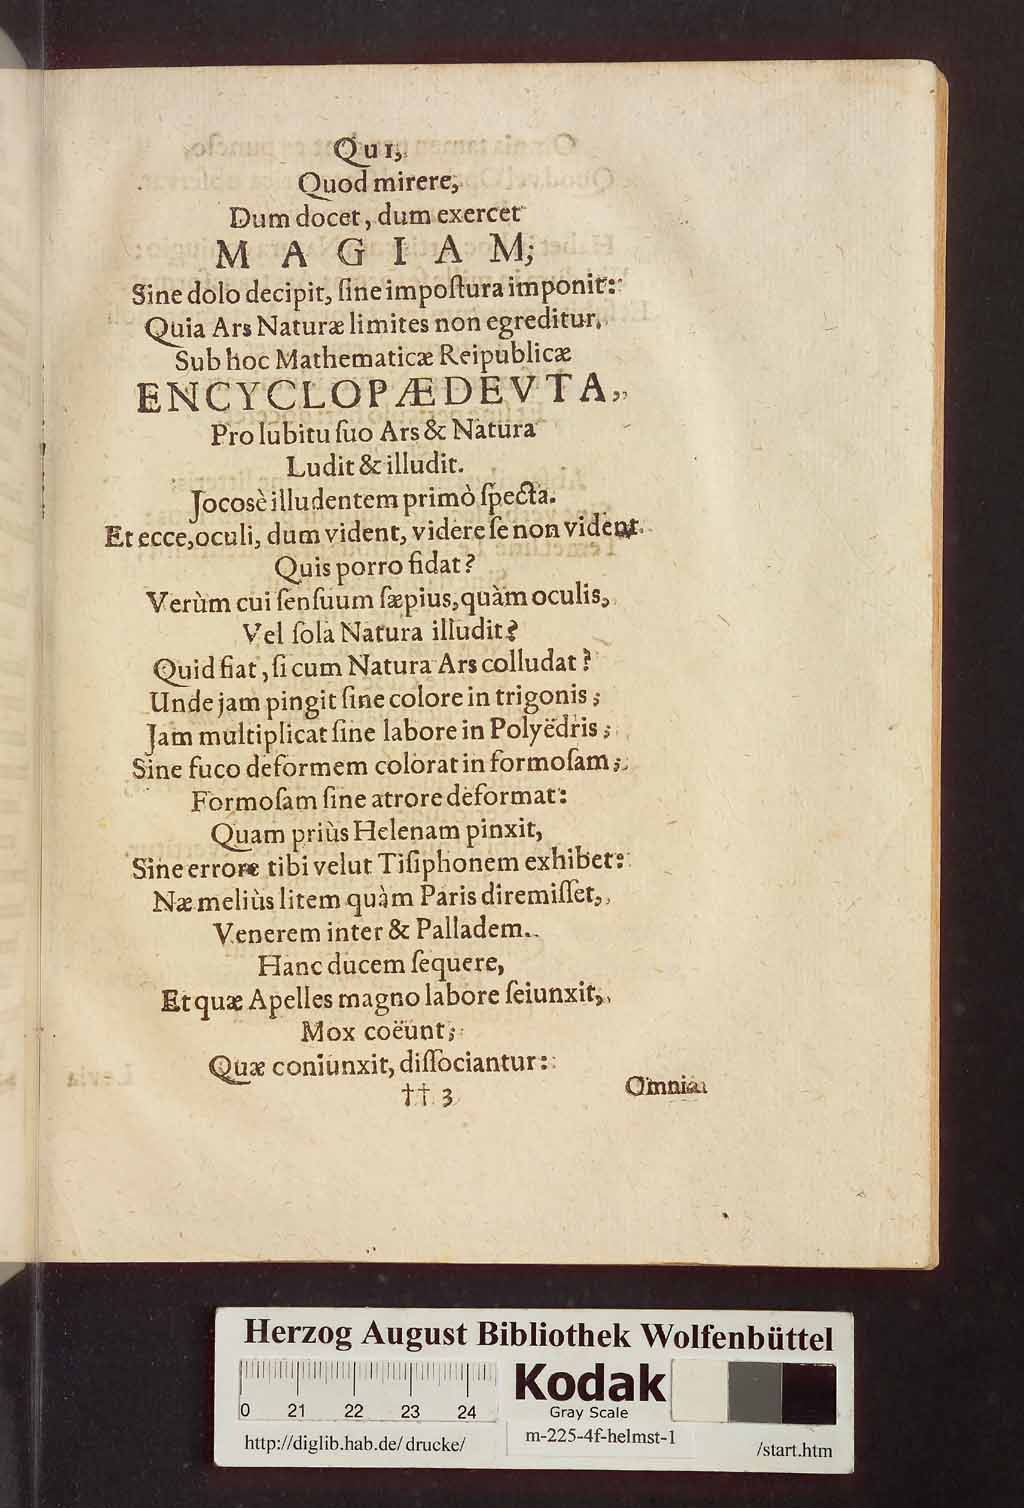 QuI,
Quod mirere,
Dum docet, dum exercet
MAGIAM;
Sine dolo decipit, ſine impoſtura imponit:
Quia Ars Naturæ limites non egreditur.
Sub hoc Mathematicæ Reipublicæ
ENCYCLOPÆDEVTA,
Pro lubitu ſuo Ars & Natura
Ludit & illudit.
Jocosè illudentem primò ſpecta.
Et ecce, oculi, dum vident, videre ſe non vident.
Quis porro fidat?
Verùm cui ſenſuum ſæpius, quàm oculis,
Vel ſola Natura illudit?
Quid fiat, ſi cum Natura Ars colludat?
Unde jam pingit ſine colore in trigonis;
Jam multiplicat ſine labore in Polyëdris;
Sine fuco deformem colorat in formoſam;
Formoſam ſine atrore deformat:
Quam priùs Helenam pinxit,
Sine errore tibi velut Tiſiphonem exhibet:
Næ meliùs litem quàm Paris diremiſſet,
Venerem inter & Palladem.
Hanc ducem ſequere,
Et quæ Apelles magno labore ſeiunxit,
Mox coëunt;
Quæ coniunxit, diſſociantur:
†† 3
Omnia
Herzog August Bibliothek Wolfenbüttel
0 21 22 23 24
Kodak
Gray Scale
http://diglib.hab.de/drucke/
m-225-4f-helmst-1
/start.htm